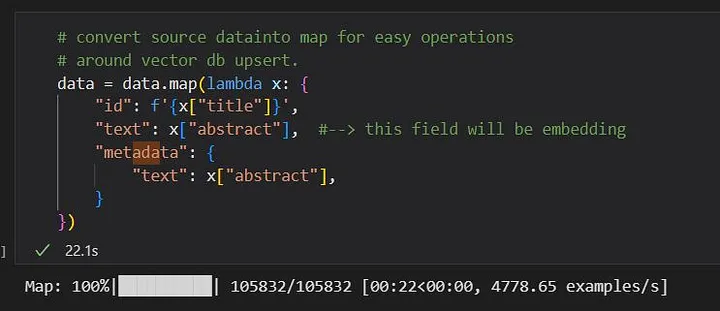 # convert source datainto map for easy operations
# around vector db upsert.
data = data.map(lambda x: {
    "id": f'{x["title"]}',
    "text": x["abstract"],  #--> this field will be embedding
    "metadata": {
        "text": x["abstract"],
    }
})
] ✓ 22.1s
Map: 100%|██████████| 105832/105832 [00:22<00:00, 4778.65 examples/s]